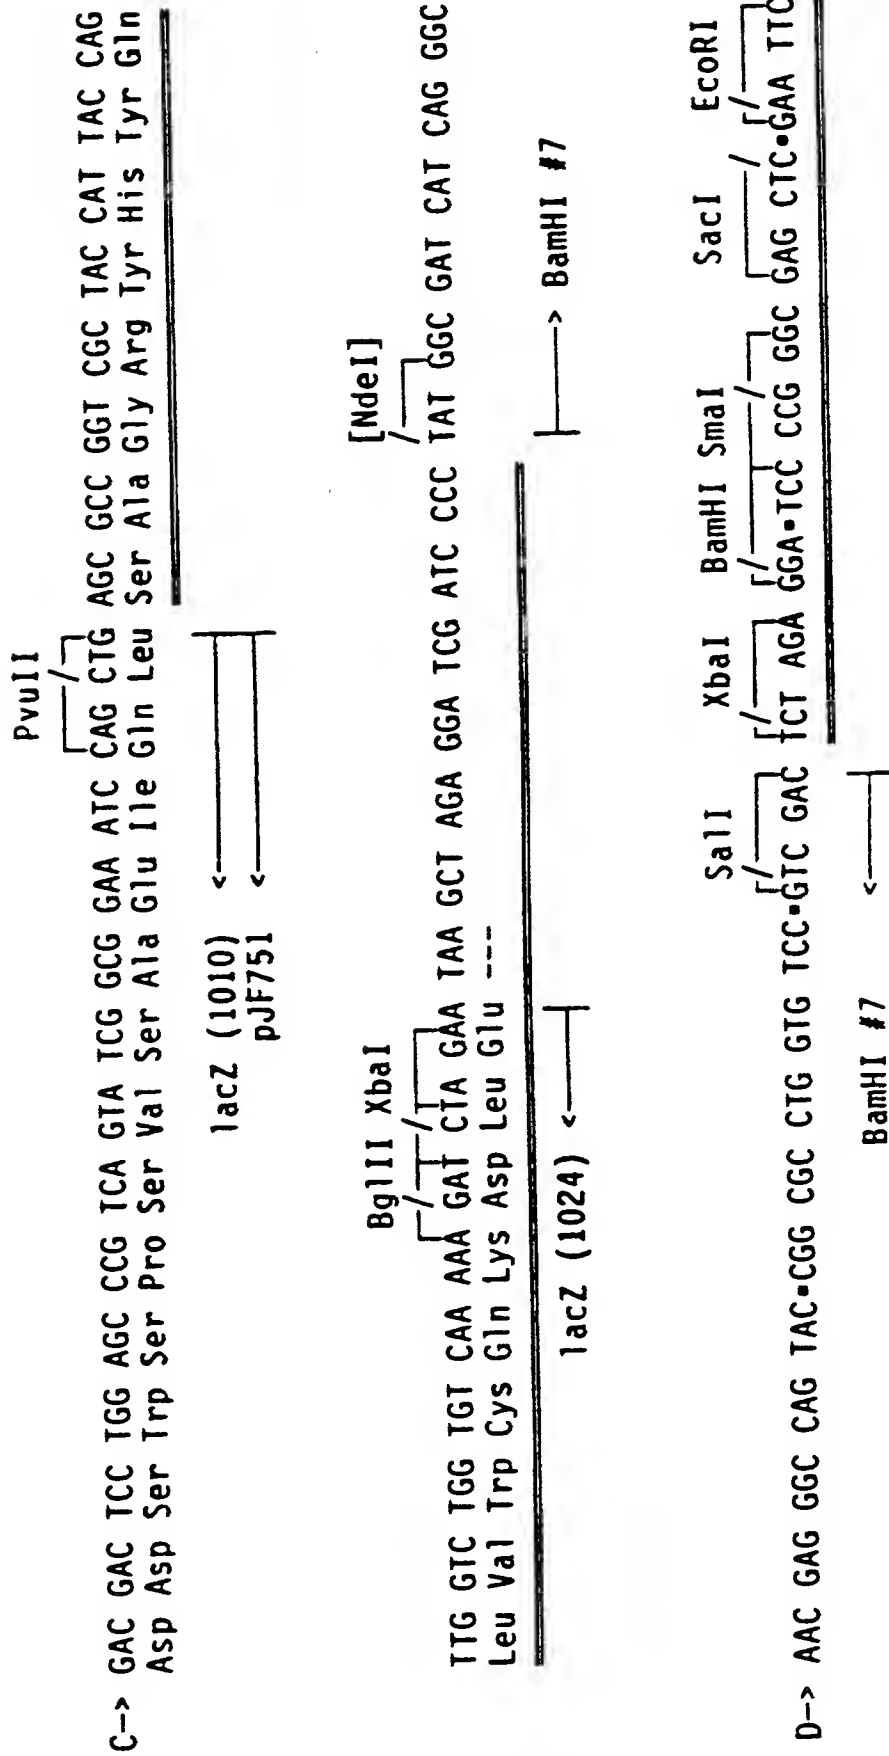 PvuII
C—> GAC GAC TCC TGG AGC CCG TCA GTA TCG GCG GAA ATC CAG CTG AGC GCC GGT CGC TAC CAT TAC CAG
Asp Asp Ser Trp Ser Pro Ser Val Ser Ala Glu Ile Gln Leu Ser Ala Gly Arg Tyr His Tyr Gln
lacZ (1010) <
pJF751 <
BglII XbaI [NdeI]
TTG GTC TGG TGT CAA AAA GAT CTA GAA TAA GCT AGA GGA TCG ATC CCC TAT GGC GAT CAT CAG GGC
Leu Val Trp Cys Gln Lys Asp Leu Glu ---
lacZ (1024) < > BamHI #7
SalI XbaI BamHI SmaI SacI EcoRI
D—> AAC GAG GGC CAG TAC•CGG CGC CTG GTG TCC•GTC GAC TCT AGA GGA•TCC CCG GGC GAG CTC•GAA TTC
BamHI #7 <